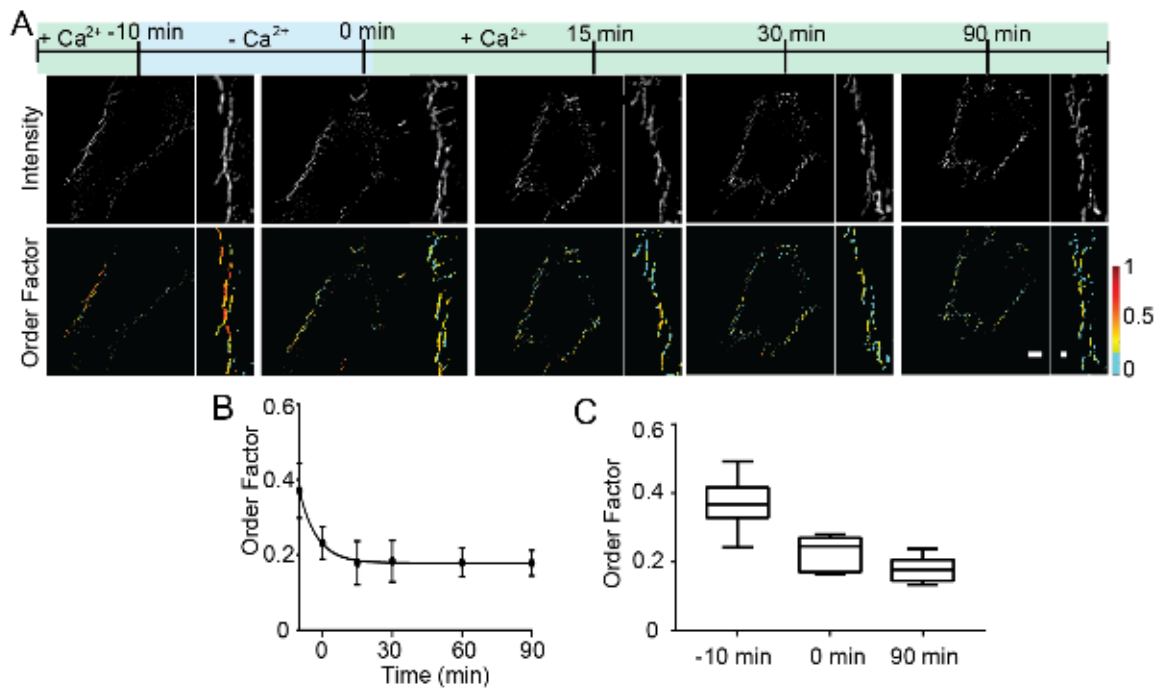 A
+ Ca²⁺ -10 min - Ca²⁺ 0 min + Ca²⁺ 15 min 30 min 90 min
Intensity
Order Factor
1
0.5
0
B
Order Factor
0.6
0.4
0.2
0
0 30 60 90
Time (min)
C
Order Factor
0.6
0.4
0.2
0
-10 min 0 min 90 min